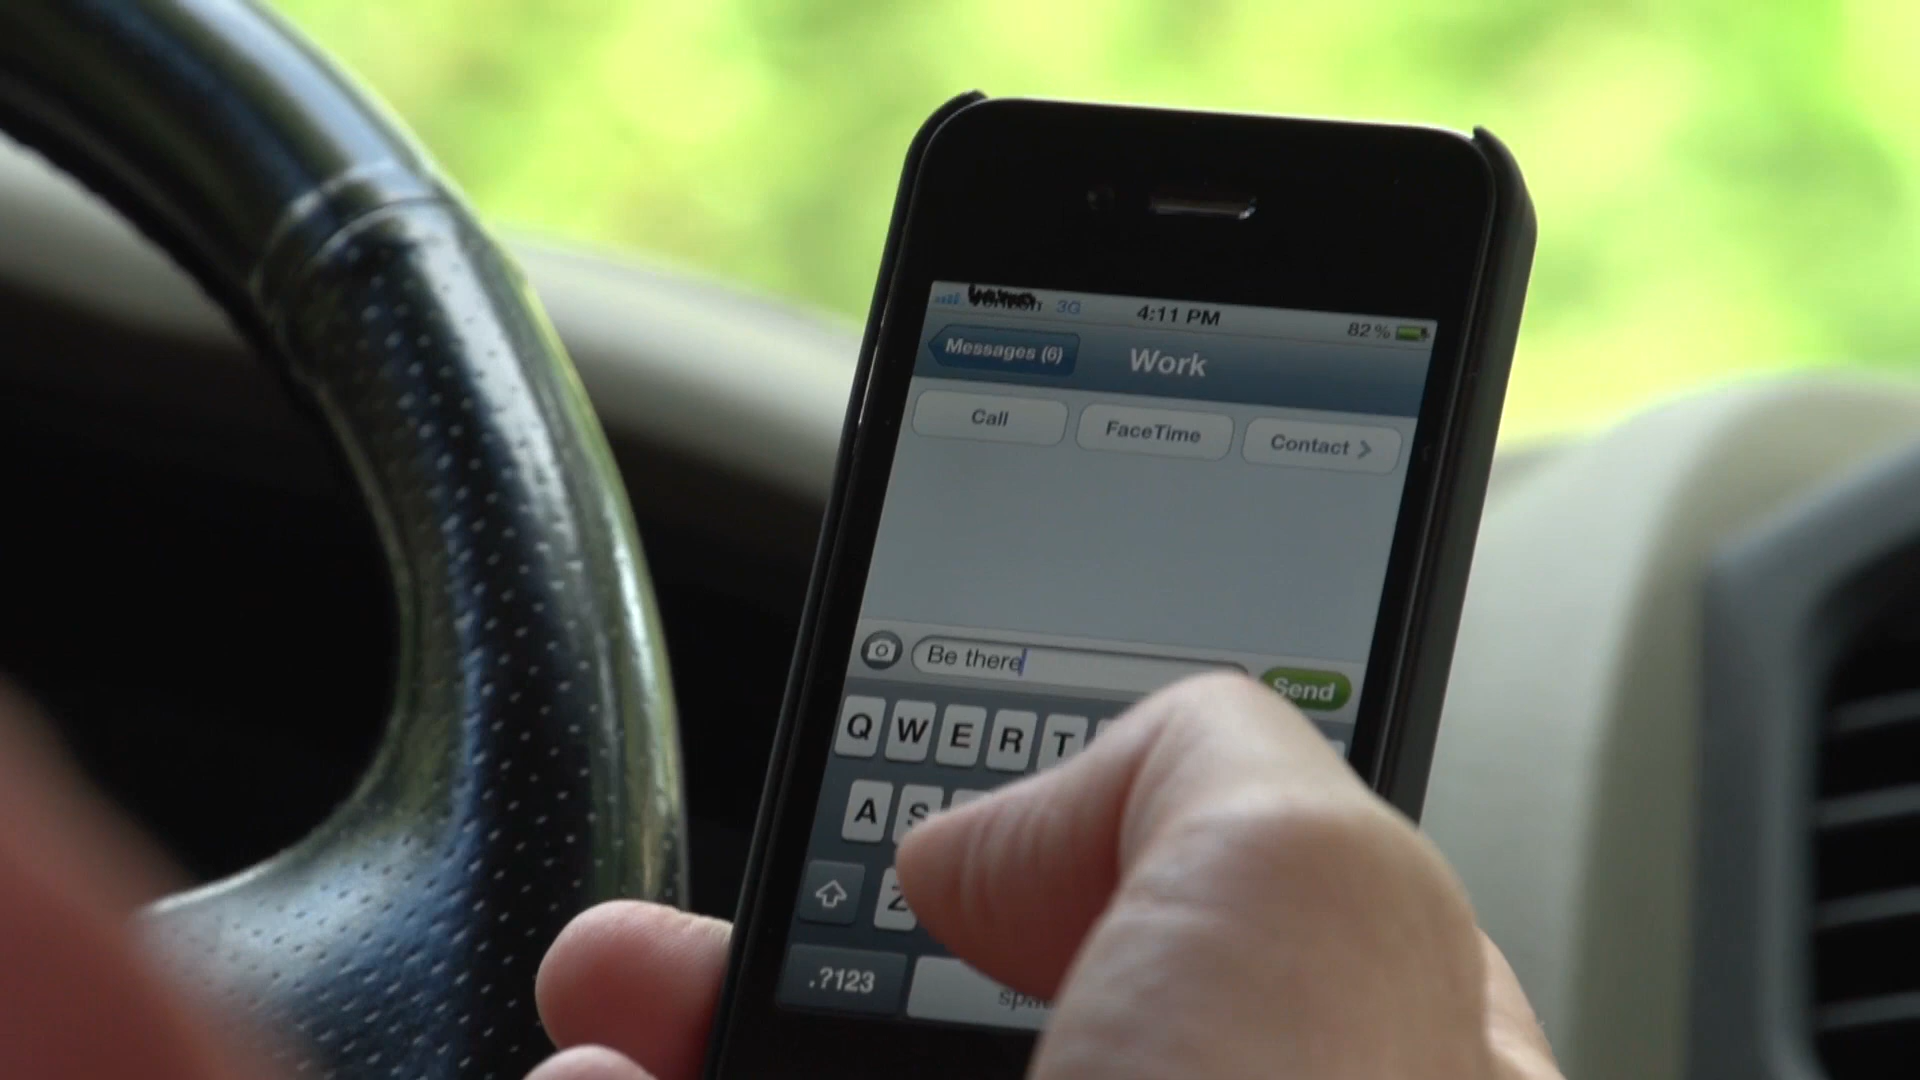 3G 4:11 PM 82%
Messages (6) Work
Call FaceTime Contact
Be there Send
Q W E R T
A S
Z
.?123